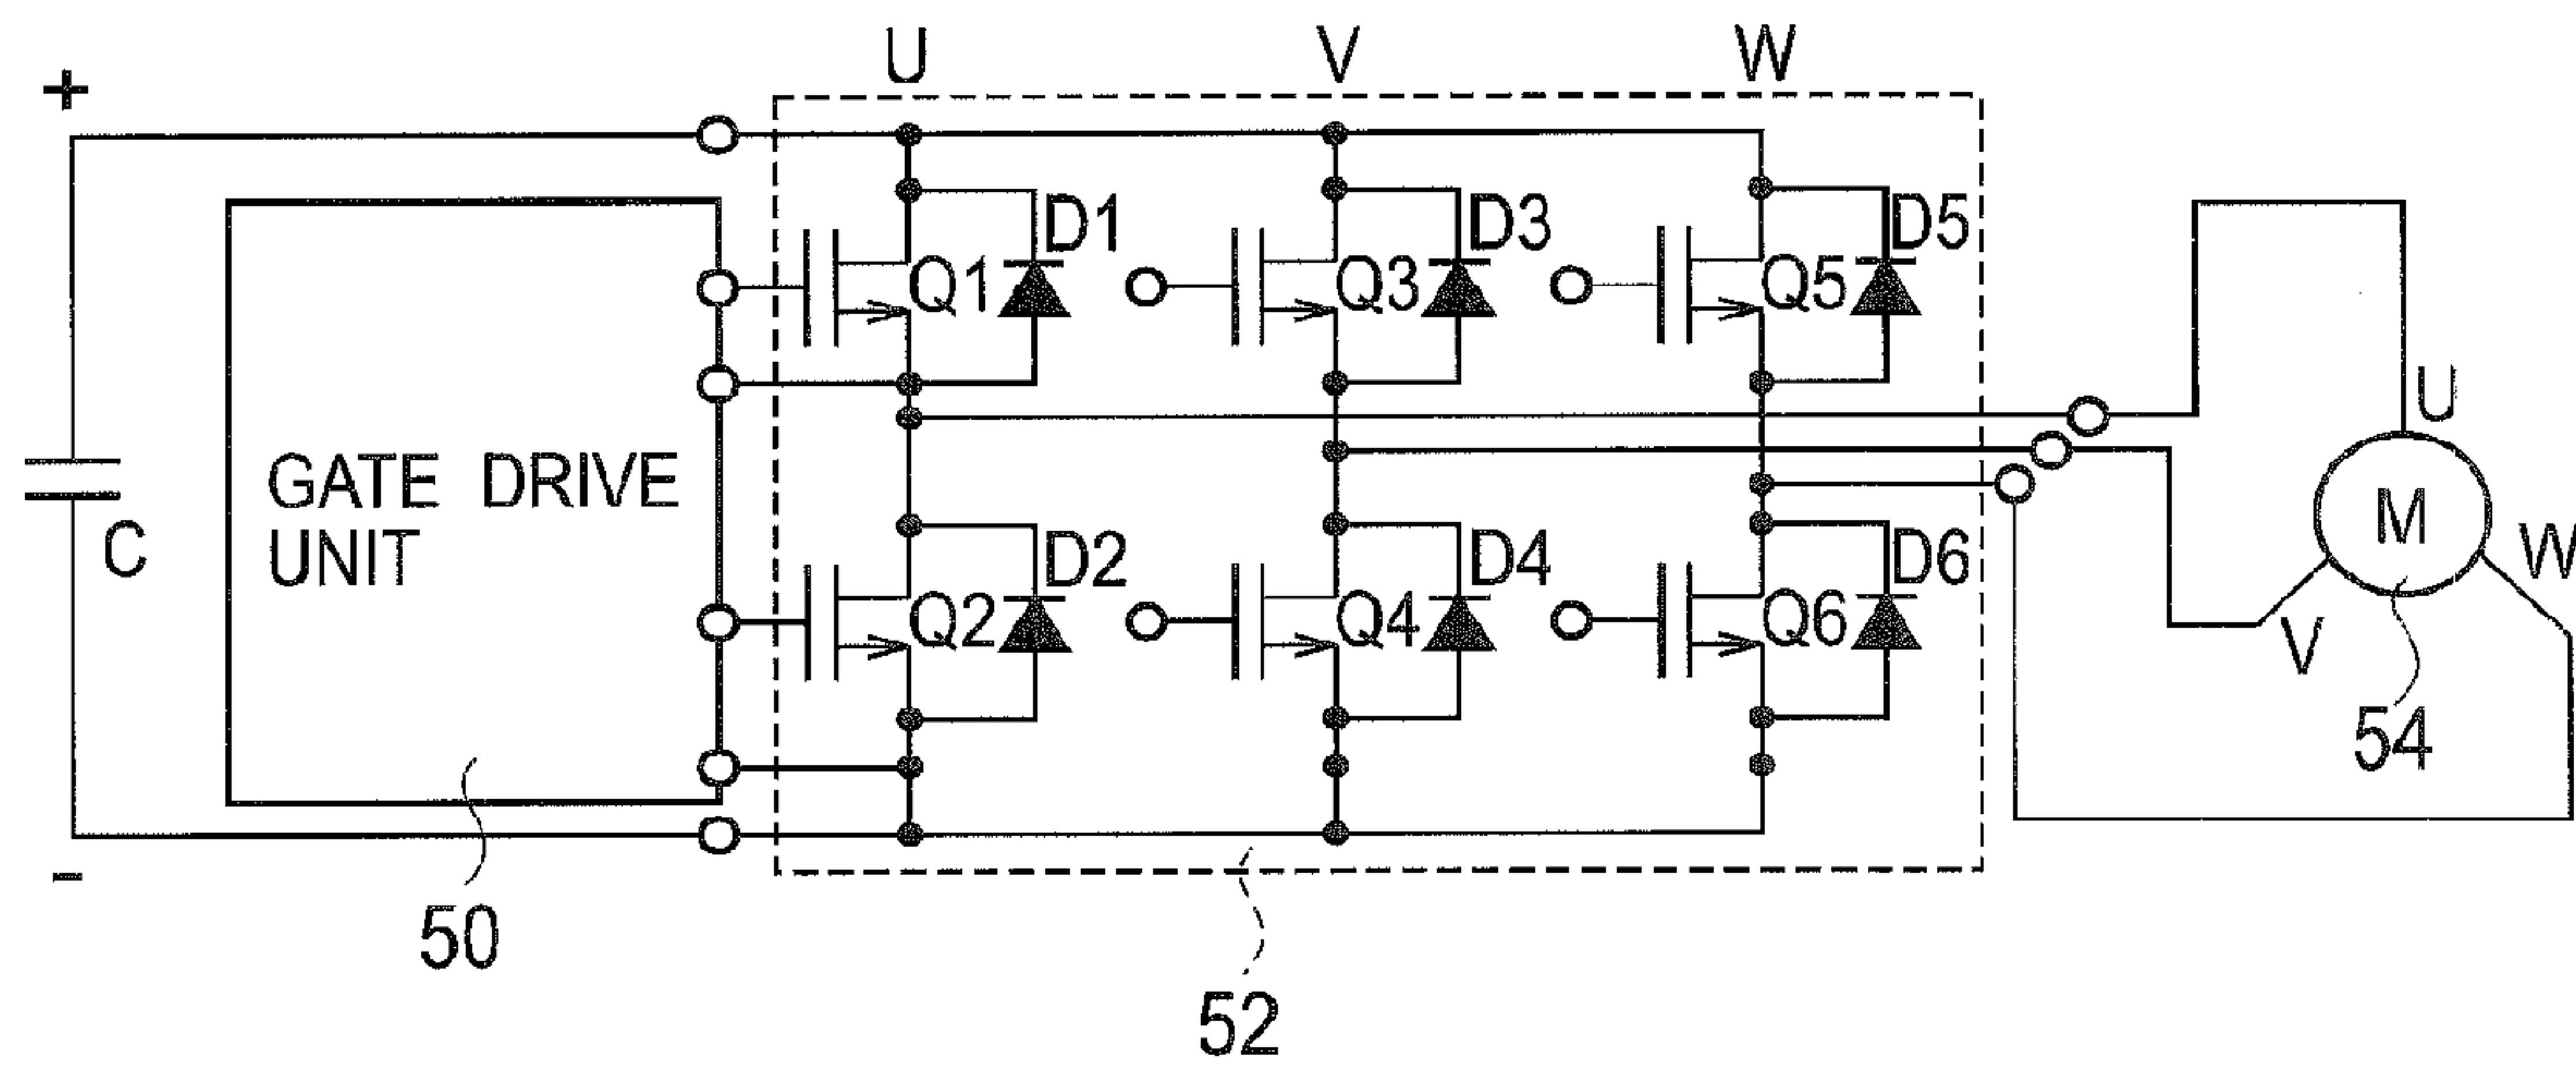 U V W
+
D1 D3 D5
Q1 Q3 Q5
U
GATE DRIVE
UNIT
M
C
D2 D4 D6
W
Q2 Q4 Q6
V
54
-
50
52